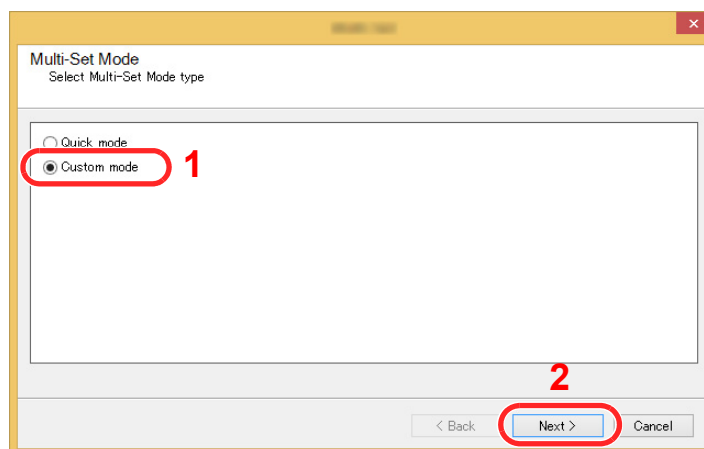 Multi-Set Mode
Select Multi-Set Mode type
Quick mode
Custom mode 1
2
< Back Next > Cancel